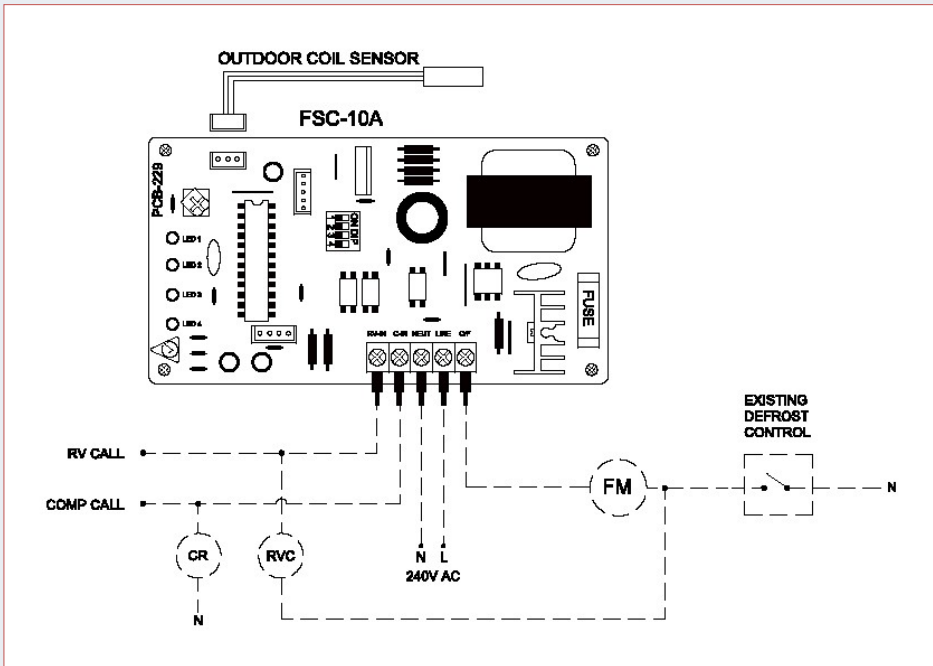 OUTDOOR COIL SENSOR
FSC-10A
PCB-229
LED 1
LED 2
LED 3
LED 4
ON DIP
1
2
3
4
FUSE
RV-IN C-IN NEUT LINE O/F
RV CALL
COMP CALL
CR
RVC
N
N L
240V AC
FM
EXISTING
DEFROST
CONTROL
N